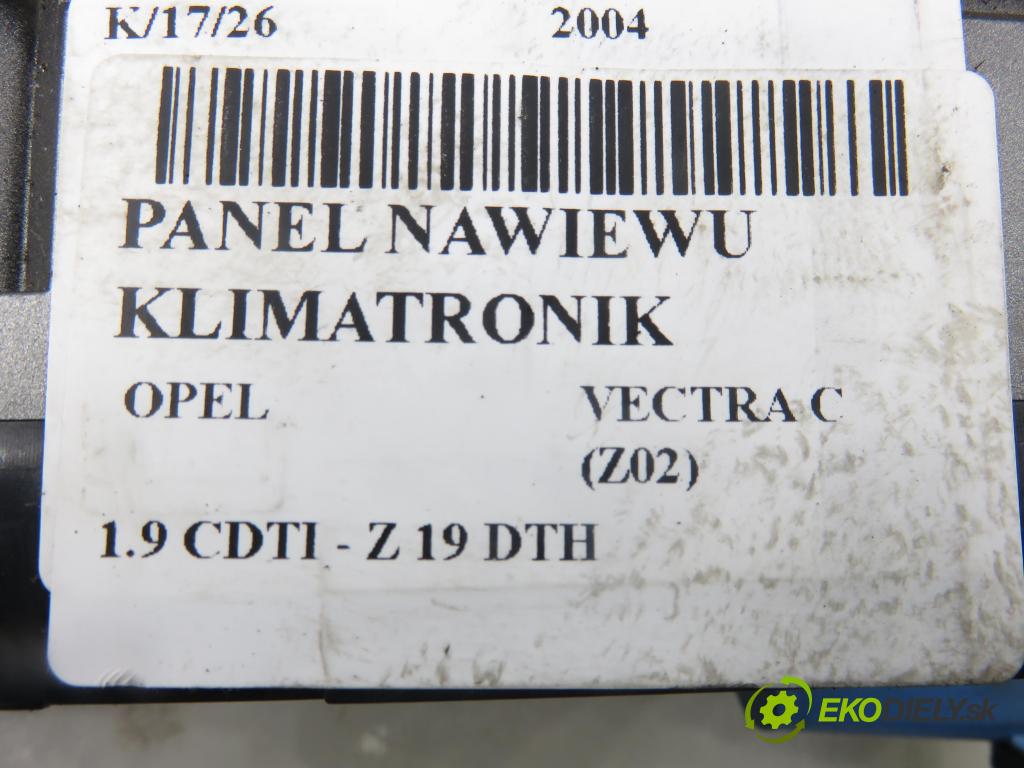 K/17/26 2004
PANEL NAWIEWU
KLIMATRONIK
OPEL VECTRA C
(Z02)
1.9 CDTI - Z 19 DTH
EKODIELY.sk